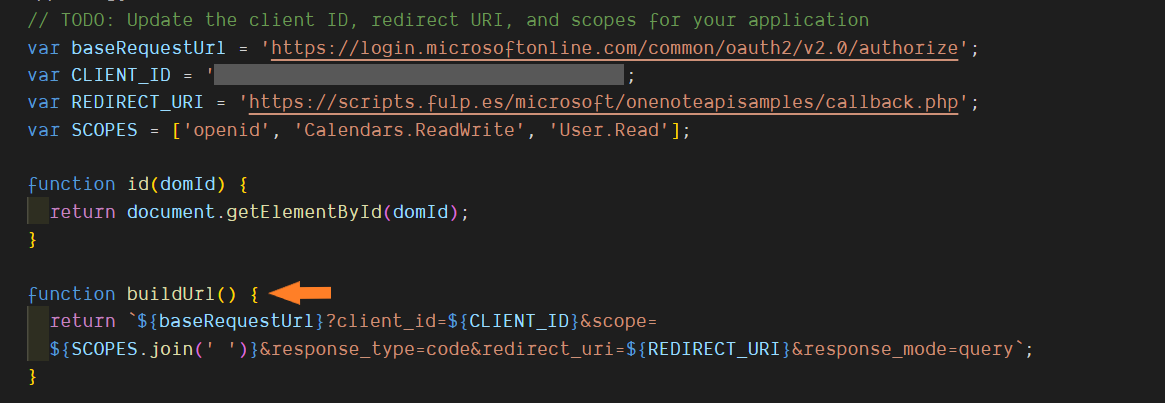 // TODO: Update the client ID, redirect URI, and scopes for your application
var baseRequestUrl = 'https://login.microsoftonline.com/common/oauth2/v2.0/authorize';
var CLIENT_ID = ' ;
var REDIRECT_URI = 'https://scripts.fulp.es/microsoft/onenoteapisamples/callback.php';
var SCOPES = ['openid', 'Calendars.ReadWrite', 'User.Read'];
function id(domId) {
return document.getElementById(domId);
}
function buildUrl() {
return `${baseRequestUrl}?client_id=${CLIENT_ID}&scope=
${SCOPES.join(' ')}&response_type=code&redirect_uri=${REDIRECT_URI}&response_mode=query`;
}